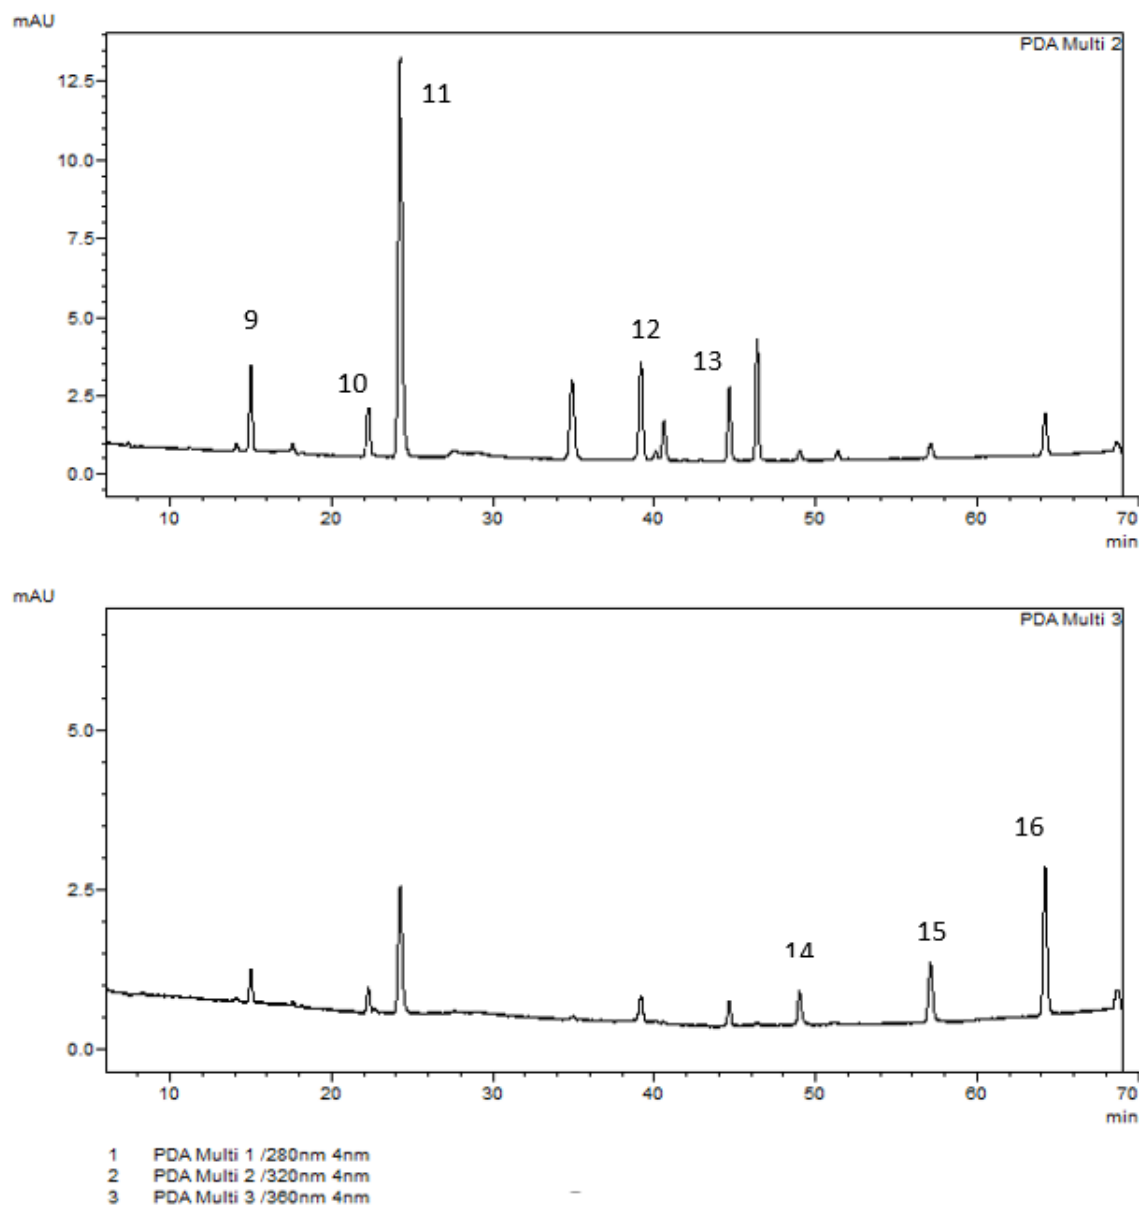 mAU
PDA Multi 2
12.5
11
10.0
7.5
5.0
9
12
13
10
2.5
0.0
10 20 30 40 50 60 70
min
mAU
PDA Multi 3
5.0
16
2.5
15
14
0.0
10 20 30 40 50 60 70
min
1 PDA Multi 1 /280nm 4nm
2 PDA Multi 2 /320nm 4nm
3 PDA Multi 3 /360nm 4nm